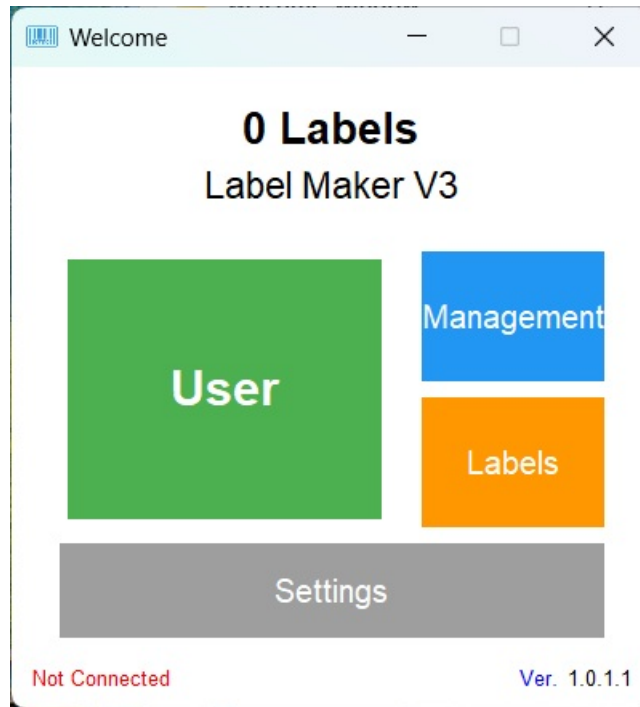 Welcome
0 Labels
Label Maker V3
User
Management
Labels
Settings
Not Connected
Ver. 1.0.1.1